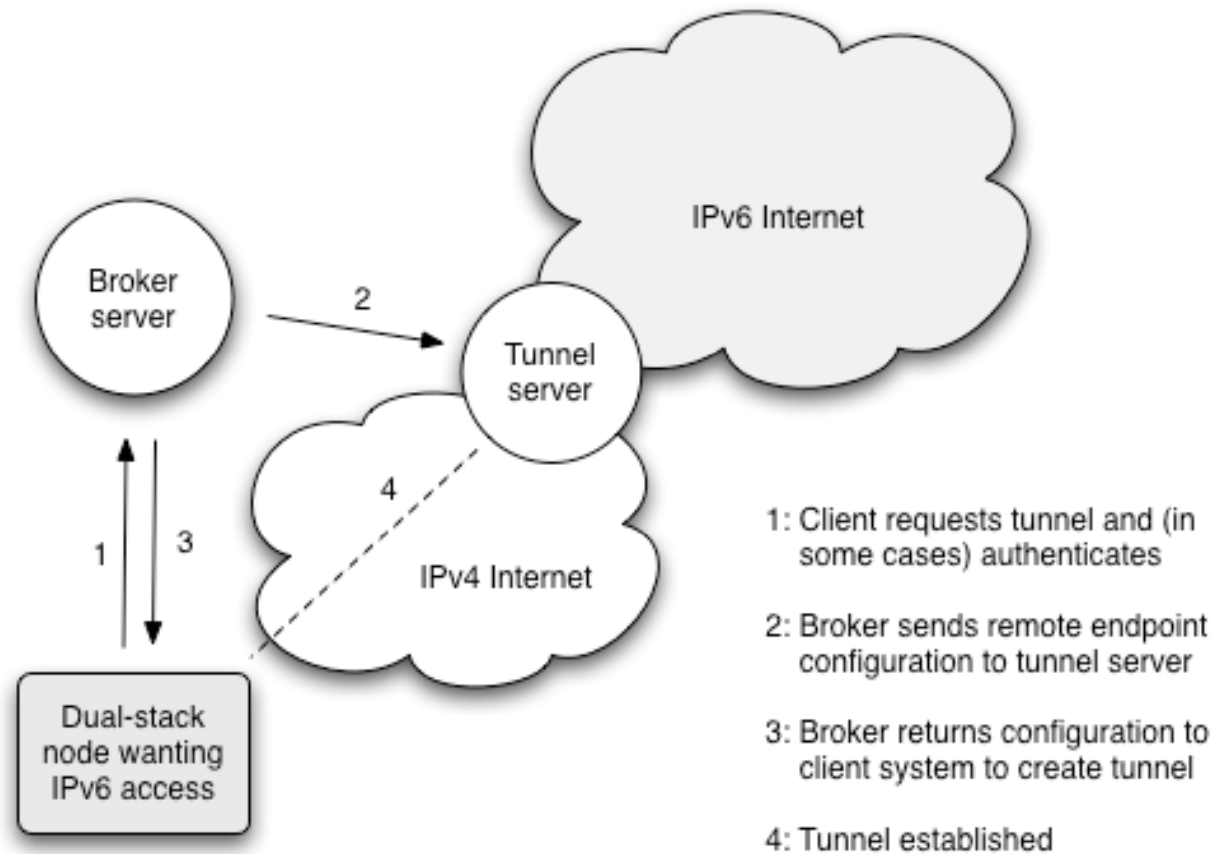 IPv6 Internet
Broker
server
2
Tunnel
server
4
1
3
IPv4 Internet
Dual-stack
node wanting
IPv6 access
1: Client requests tunnel and (in
some cases) authenticates
2: Broker sends remote endpoint
configuration to tunnel server
3: Broker returns configuration to
client system to create tunnel
4: Tunnel established